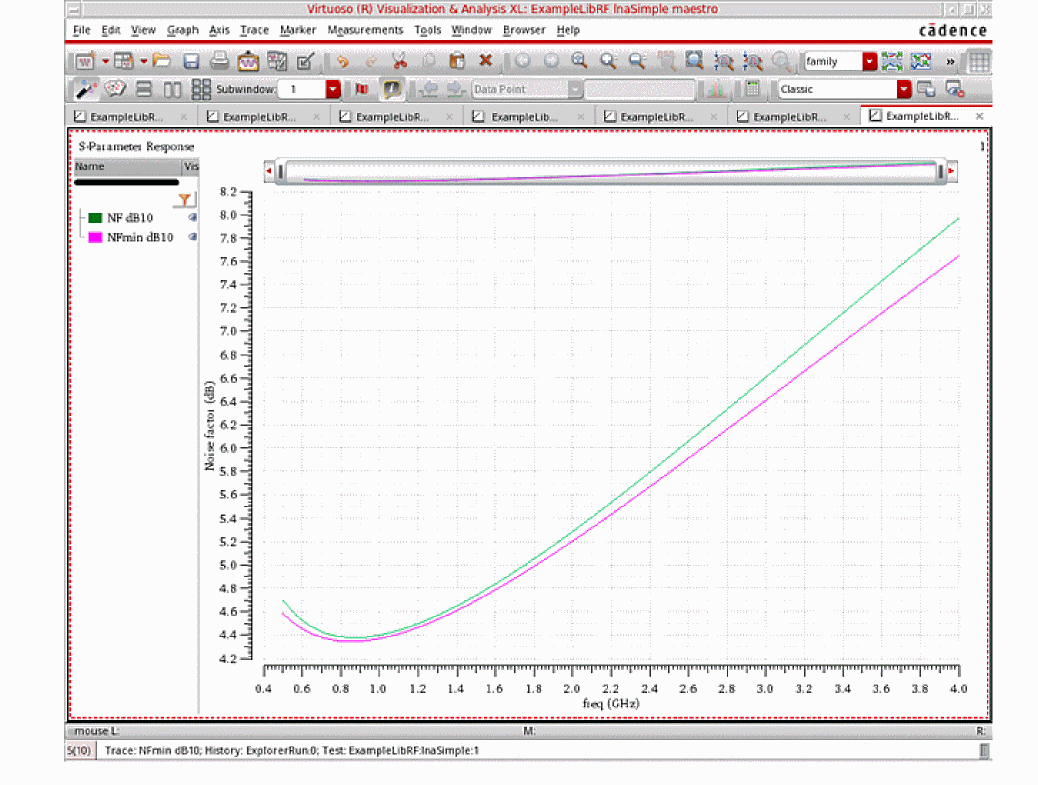 Virtuoso (R) Visualization & Analysis XL: ExampleLibRF lnaSimple maestro
File Edit View Graph Axis Trace Marker Measurements Tools Window Browser Help
cādence
family
»
Subwindow: 1
Data Point
Classic
ExampleLibR...
ExampleLibR...
ExampleLibR...
ExampleLib...
ExampleLibR...
ExampleLibR...
ExampleLibR...
S-Parameter Response
1
Name Vis
NF dB10
NFmin dB10
8.2
8.0
7.8
7.6
7.4
7.2
7.0
6.8
6.6
6.4
6.2
6.0
5.8
5.6
5.4
5.2
5.0
4.8
4.6
4.4
4.2
Noise factor (dB)
0.4 0.6 0.8 1.0 1.2 1.4 1.6 1.8 2.0 2.2 2.4 2.6 2.8 3.0 3.2 3.4 3.6 3.8 4.0
freq (GHz)
mouse L: M: R:
5(10) Trace: NFmin dB10; History: ExplorerRun.0; Test: ExampleLibRF:lnaSimple:1